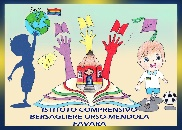 ISTITUTO COMPRENSIVO
BERSAGLIERE URSO MENDOLA
FAVARA